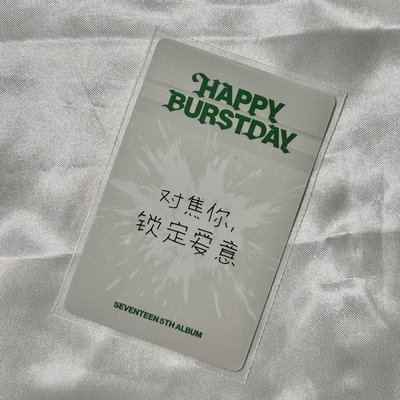 HAPPY
BURSTDAY
对焦你,
锁定爱意
SEVENTEEN 5TH ALBUM